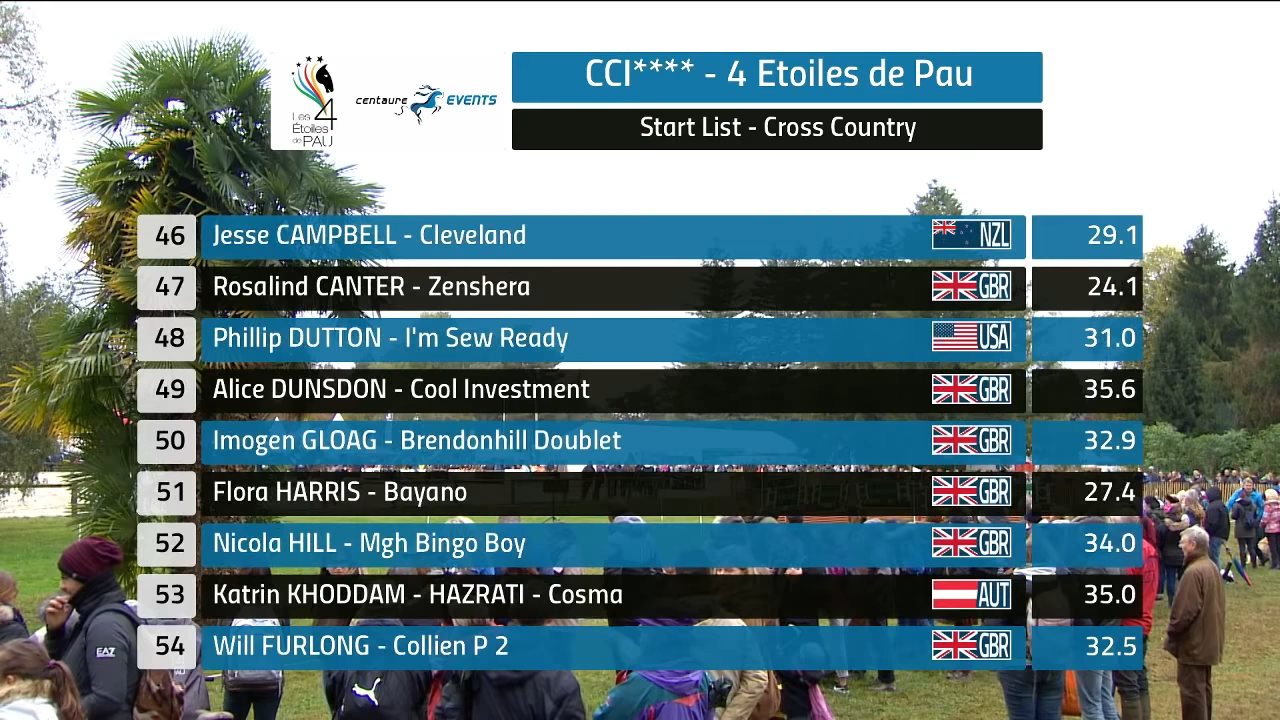 CCI**** - 4 Etoiles de Pau
Les 4
Étoiles
de PAU
centaure EVENTS
Start List - Cross Country
46 Jesse CAMPBELL - Cleveland NZL 29.1
47 Rosalind CANTER - Zenshera GBR 24.1
48 Phillip DUTTON - I'm Sew Ready USA 31.0
49 Alice DUNSDON - Cool Investment GBR 35.6
50 Imogen GLOAG - Brendonhill Doublet GBR 32.9
51 Flora HARRIS - Bayano GBR 27.4
52 Nicola HILL - Mgh Bingo Boy GBR 34.0
53 Katrin KHODDAM - HAZRATI - Cosma AUT 35.0
54 Will FURLONG - Collien P 2 GBR 32.5
EAZ